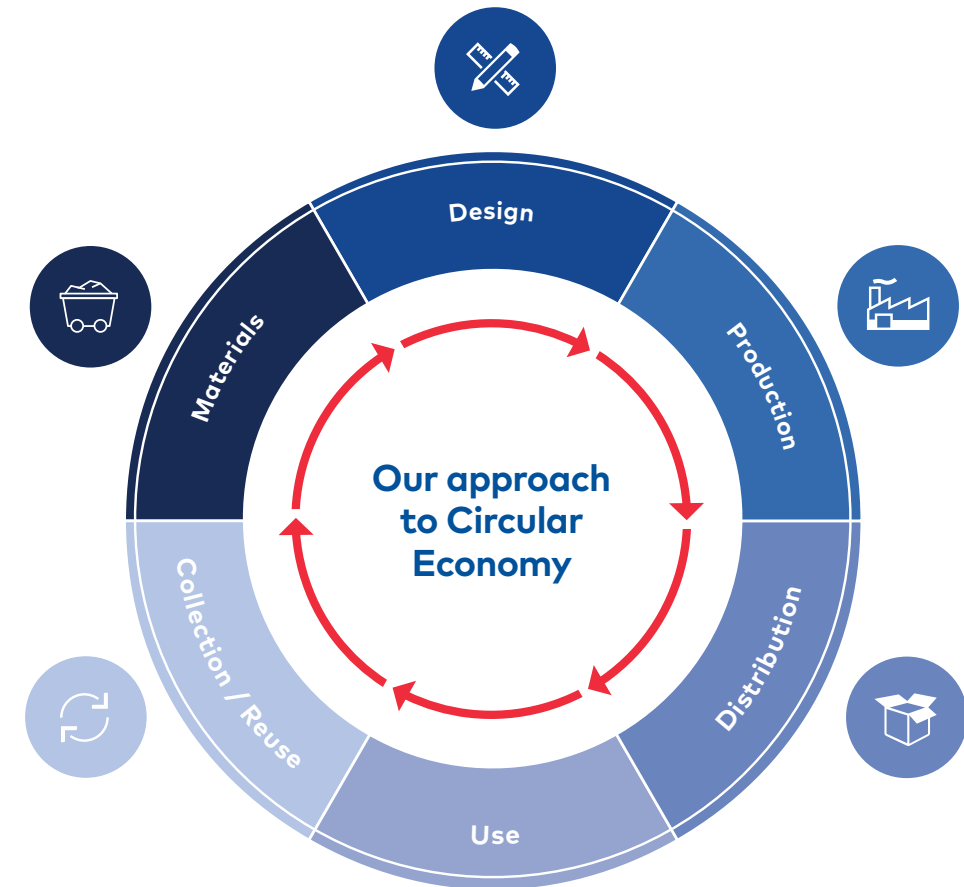 Design
Production
Distribution
Use
Collection / Reuse
Materials
Our approach
to Circular
Economy